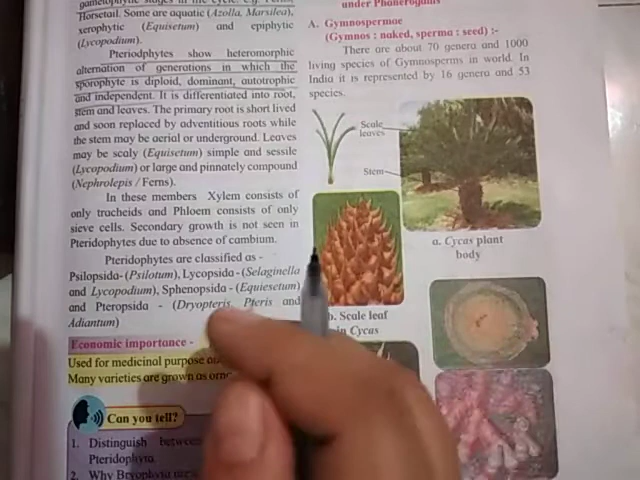 gametophytic stages in the cycle. e.g.
Horsetail. Some are aquatic (Azolla, Marsilea),
xerophytic (Equisetum) and epiphytic
(Lycopodium).
Pteriodphytes show heteromorphic
alternation of generations in which the
sporophyte is diploid, dominant, autotrophic
and independent. It is differentiated into root,
stem and leaves. The primary root is short lived
and soon replaced by adventitious roots while
the stem may be aerial or underground. Leaves
may be scaly (Equisetum) simple and sessile
(Lycopodium) or large and pinnately compound
(Nephrolepis / Ferns).
In these members Xylem consists of
only tracheids and Phloem consists of only
sieve cells. Secondary growth is not seen in
Pteridophytes due to absence of cambium.
Pteridophytes are classified as -
Psilopsida- (Psilotum), Lycopsida - (Selaginella
and Lycopodium), Sphenopsida - (Equiesetum)
and Pteropsida - (Dryopteris, Pteris and
Adiantum)
Economic importance -
Used for medicinal purpose
Many varieties are grown as
Can you tell?
1. Distinguish between
Pteridophyta.
2. Why Bryophyta are
under Phanerogams
A. Gymnospermae
(Gymnos : naked, sperma : seed) :-
There are about 70 genera and 1000
living species of Gymnosperms in world. In
India it is represented by 16 genera and 53
species.
Scale
leaves
Stem
a. Cycas plant
body
b. Scale leaf
in Cycas